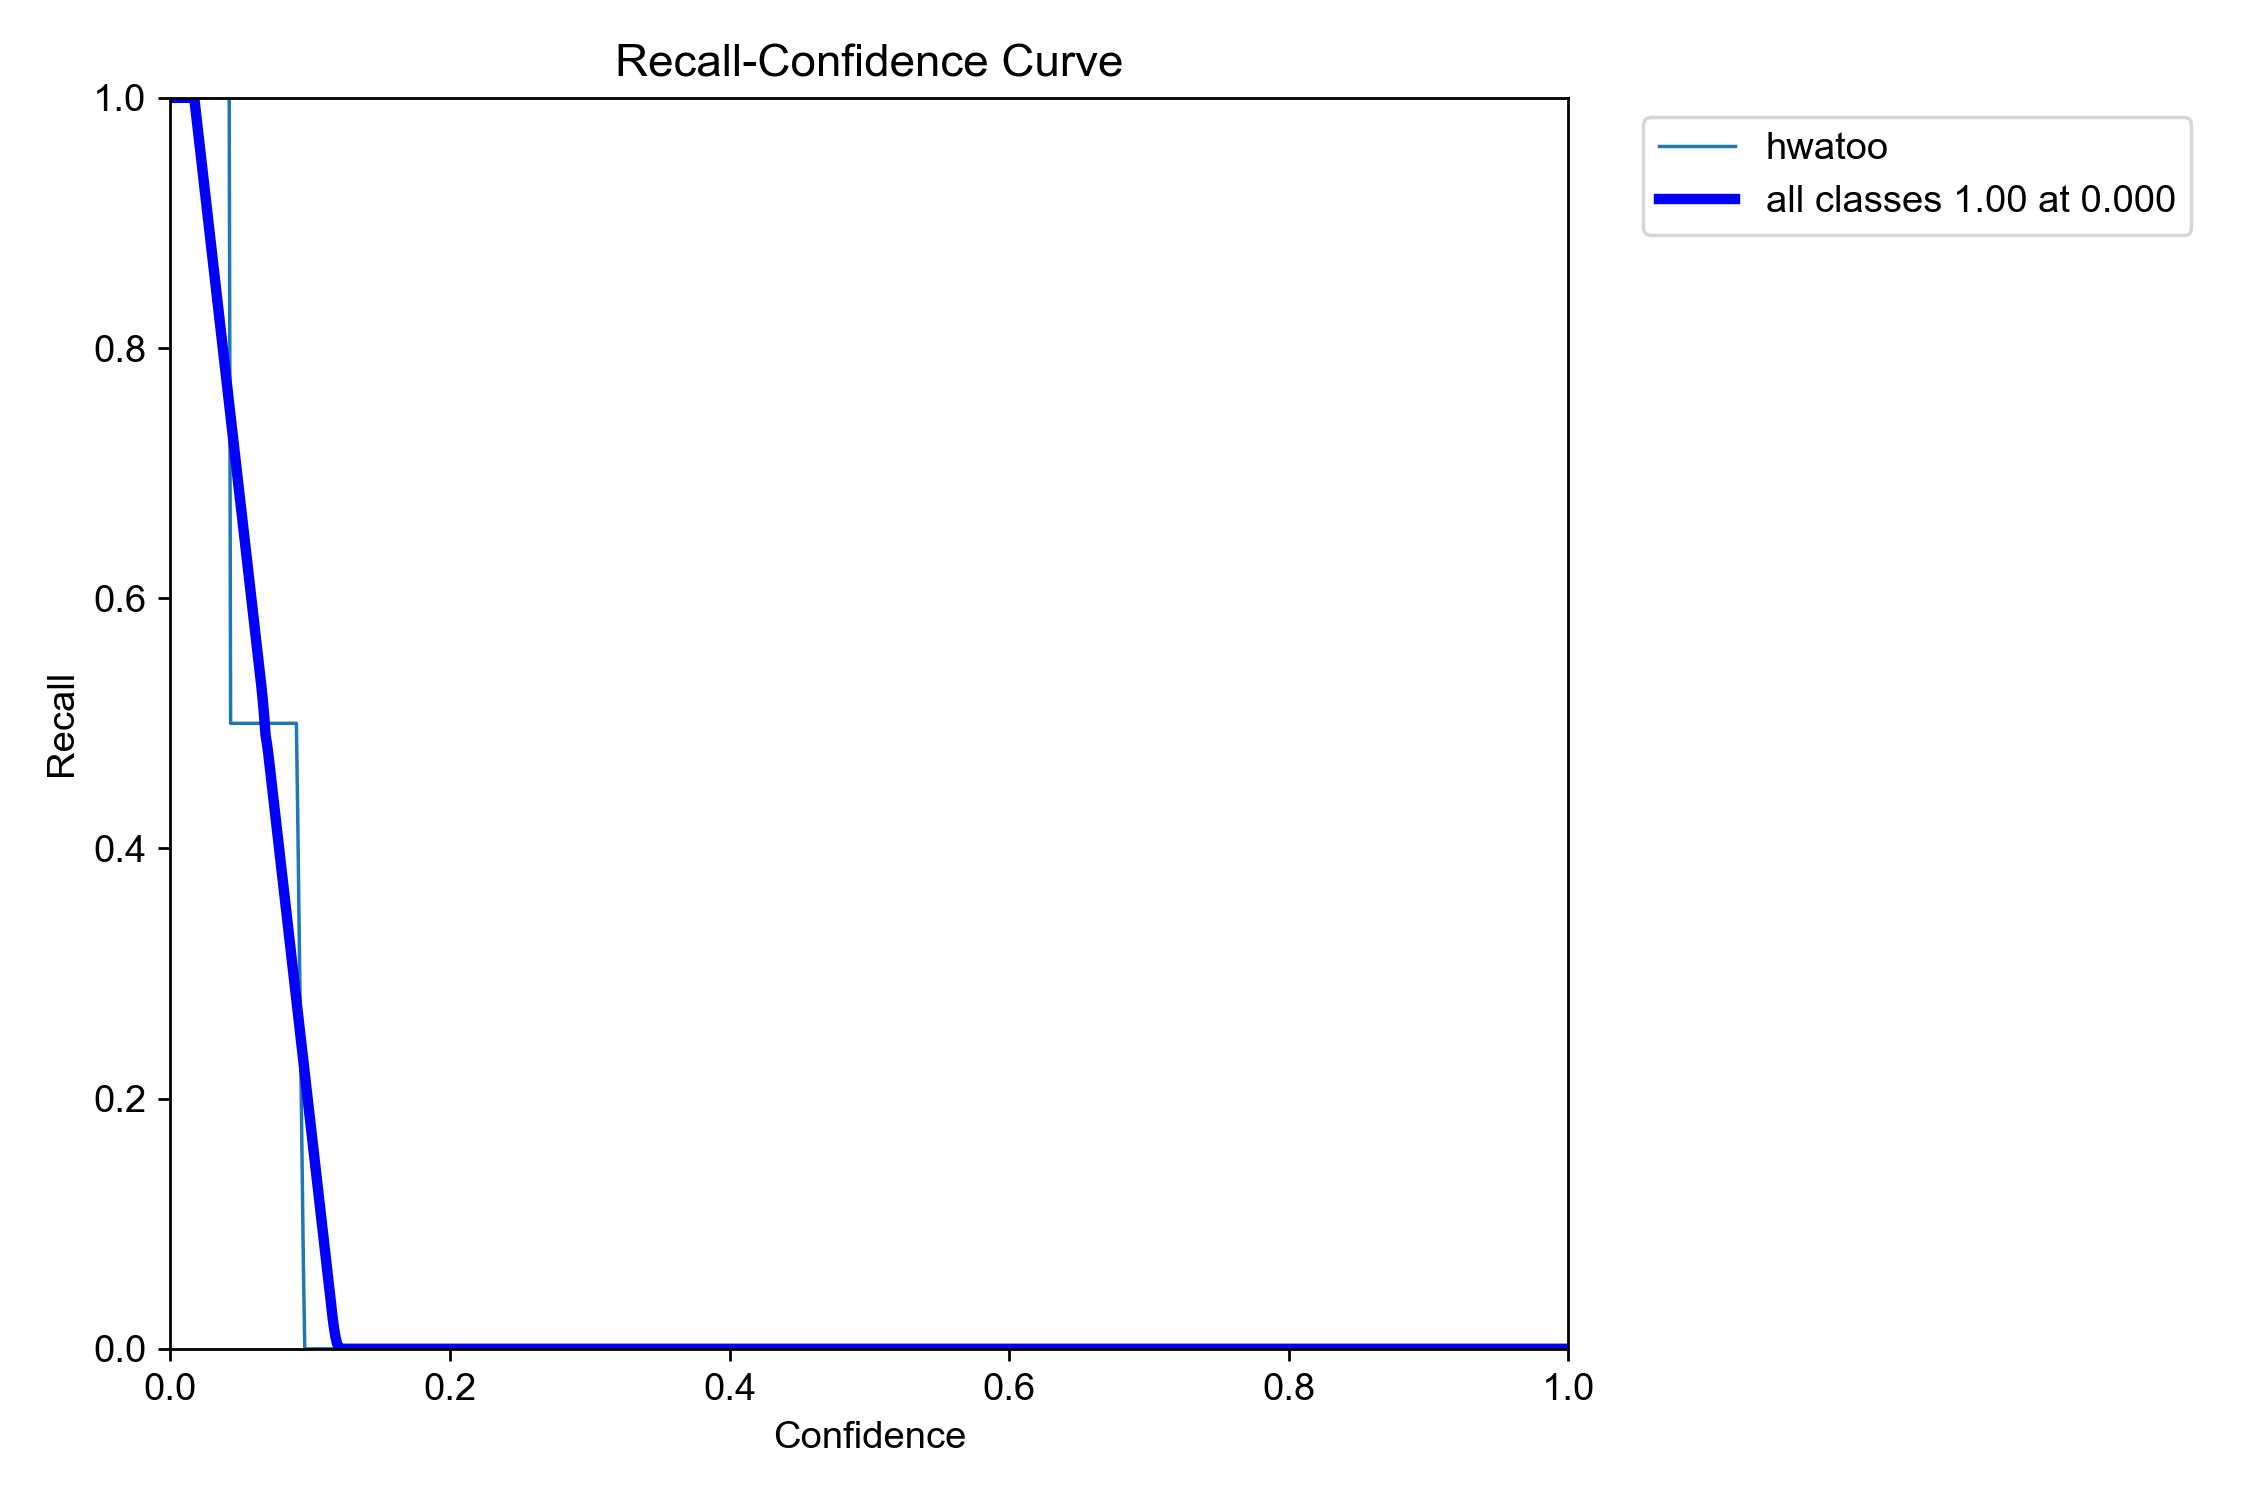 Recall-Confidence Curve
1.0
0.8
0.6
0.4
0.2
0.0
Recall
0.0 0.2 0.4 0.6 0.8 1.0
Confidence
hwatoo
all classes 1.00 at 0.000